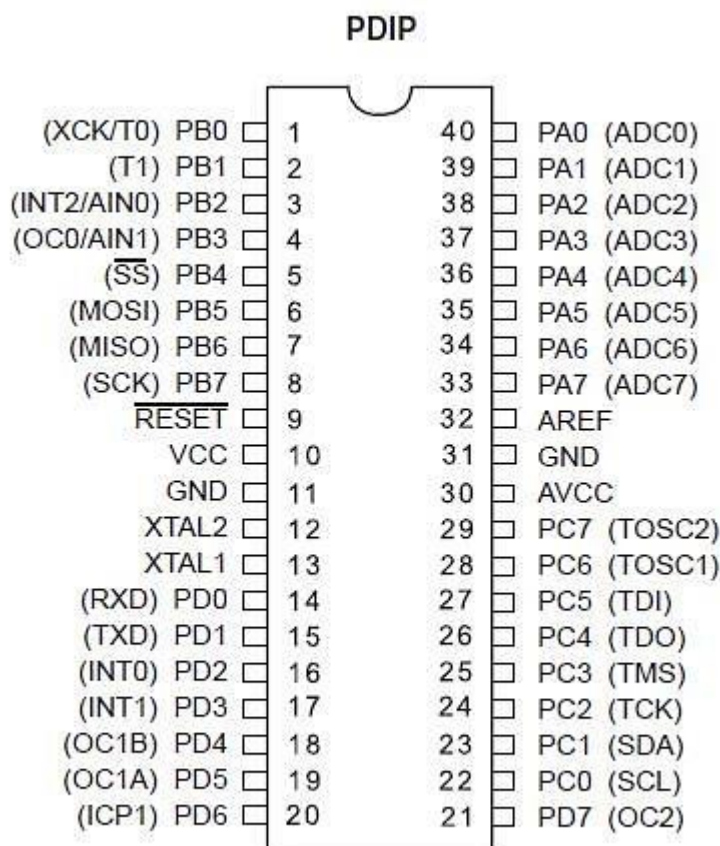 PDIP
(XCK/T0) PB0 1 40 PA0 (ADC0)
(T1) PB1 2 39 PA1 (ADC1)
(INT2/AIN0) PB2 3 38 PA2 (ADC2)
(OC0/AIN1) PB3 4 37 PA3 (ADC3)
(S̅S̅) PB4 5 36 PA4 (ADC4)
(MOSI) PB5 6 35 PA5 (ADC5)
(MISO) PB6 7 34 PA6 (ADC6)
(SCK) PB7 8 33 PA7 (ADC7)
R̅E̅S̅E̅T̅ 9 32 AREF
VCC 10 31 GND
GND 11 30 AVCC
XTAL2 12 29 PC7 (TOSC2)
XTAL1 13 28 PC6 (TOSC1)
(RXD) PD0 14 27 PC5 (TDI)
(TXD) PD1 15 26 PC4 (TDO)
(INT0) PD2 16 25 PC3 (TMS)
(INT1) PD3 17 24 PC2 (TCK)
(OC1B) PD4 18 23 PC1 (SDA)
(OC1A) PD5 19 22 PC0 (SCL)
(ICP1) PD6 20 21 PD7 (OC2)